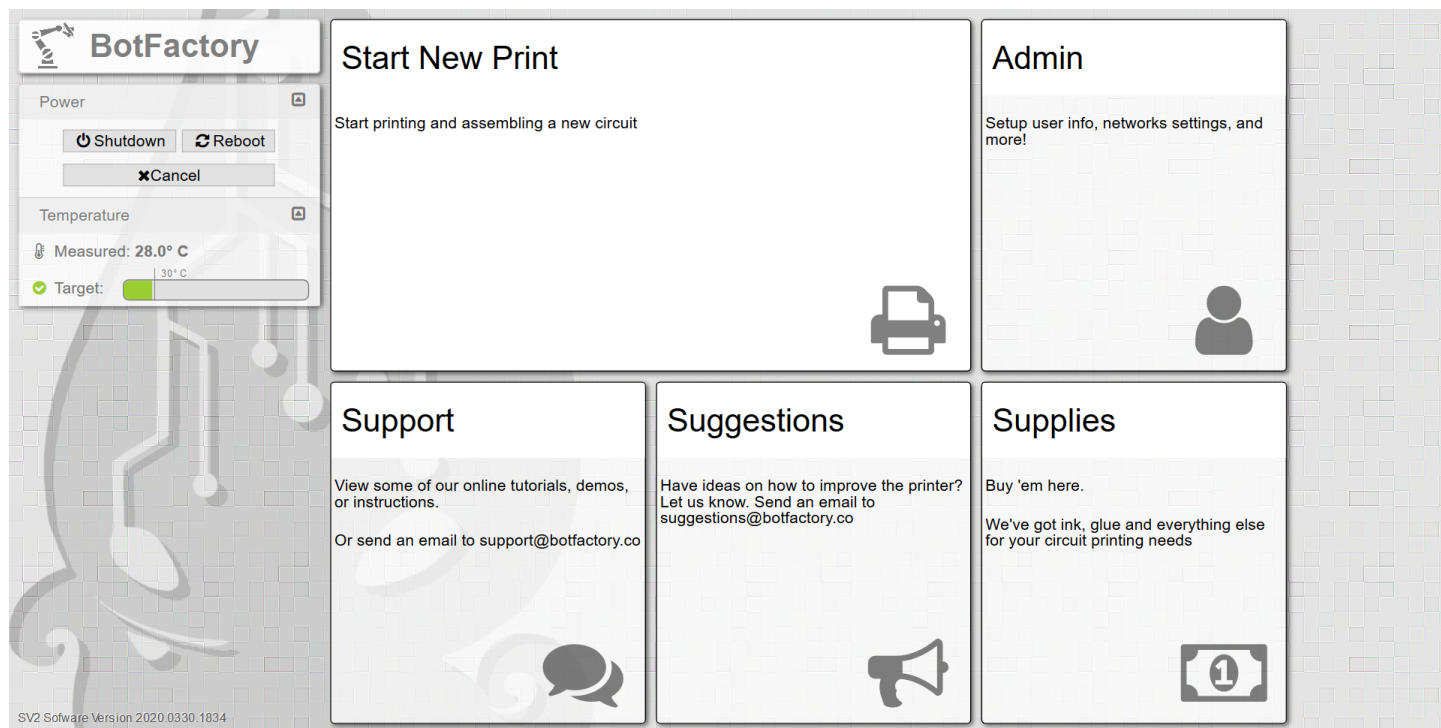 BotFactory
Power
Shutdown
Reboot
Cancel
Temperature
Measured: 28.0° C
30° C
Target:
SV2 Sofware Version 2020.0330.1834
Start New Print
Start printing and assembling a new circuit
Admin
Setup user info, networks settings, and
more!
Support
View some of our online tutorials, demos,
or instructions.
Or send an email to support@botfactory.co
Suggestions
Have ideas on how to improve the printer?
Let us know. Send an email to
suggestions@botfactory.co
Supplies
Buy 'em here.
We've got ink, glue and everything else
for your circuit printing needs
1